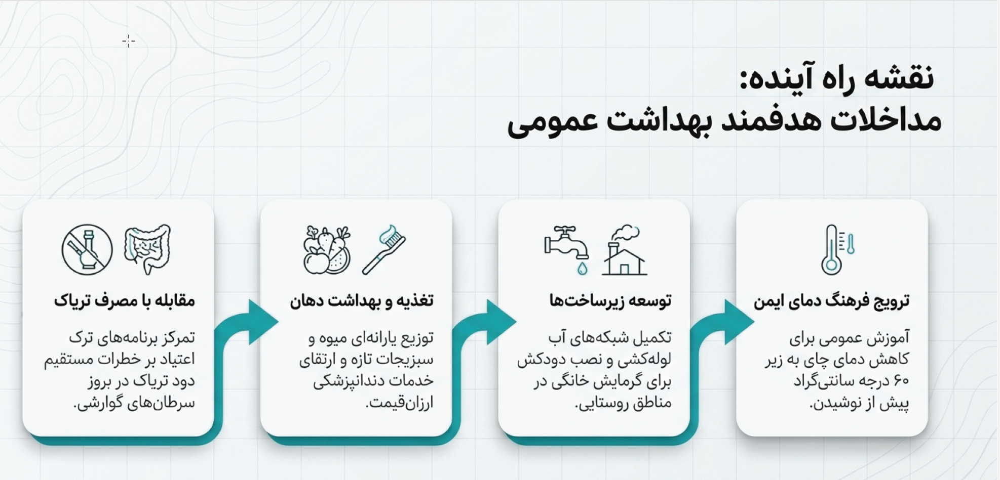 نقشه راه آینده:
مداخلات هدفمند بهداشت عمومی
ترویج فرهنگ دمای ایمن
آموزش عمومی برای
کاهش دمای چای به زیر
۶۰ درجه سانتی‌گراد
پیش از نوشیدن.
توسعه زیرساخت‌ها
تکمیل شبکه‌های آب
لوله‌کشی و نصب دودکش
برای گرمایش خانگی در
مناطق روستایی.
تغذیه و بهداشت دهان
توزیع یارانه‌ای میوه و
سبزیجات تازه و ارتقای
خدمات دندانپزشکی
ارزان‌قیمت.
مقابله با مصرف تریاک
تمرکز برنامه‌های ترک
اعتیاد بر خطرات مستقیم
دود تریاک در بروز
سرطان‌های گوارشی.